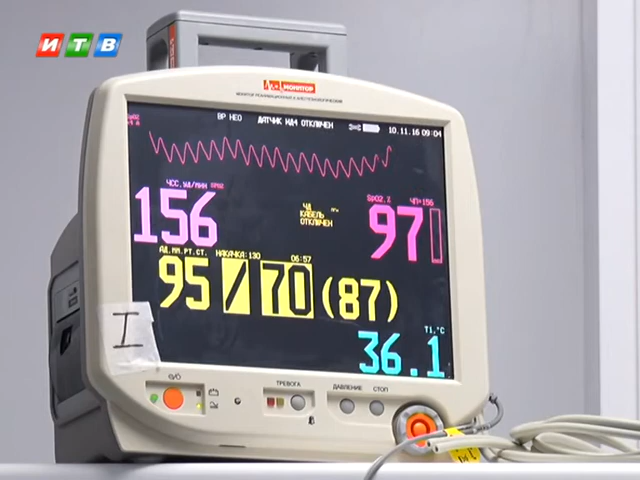 ИТВ
МОНИТОР
ВР НЕО ДАТЧИК ИД4 ОТКЛЮЧЕН 10.11.16 09:04
ЧСС,УД/МИН SPO2
156
ЧД
КАБЕЛЬ
ОТКЛЮЧЕН
SpO2,% ЧП=156
97
АД,ММ.РТ.СТ. НАКАЧКА:130 06:57
95/70(87)
T1,°C
36.1
I
ТРЕВОГА
ДАВЛЕНИЕ СТОП